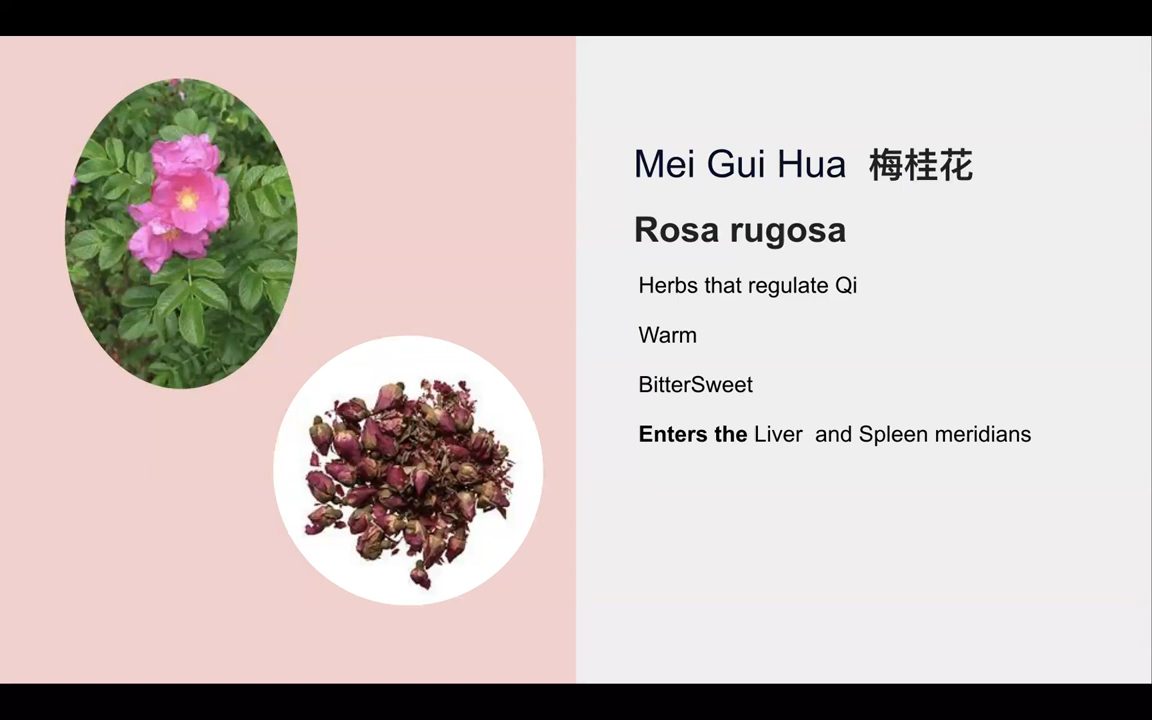 Mei Gui Hua 梅桂花
Rosa rugosa
Herbs that regulate Qi
Warm
BitterSweet
Enters the Liver and Spleen meridians